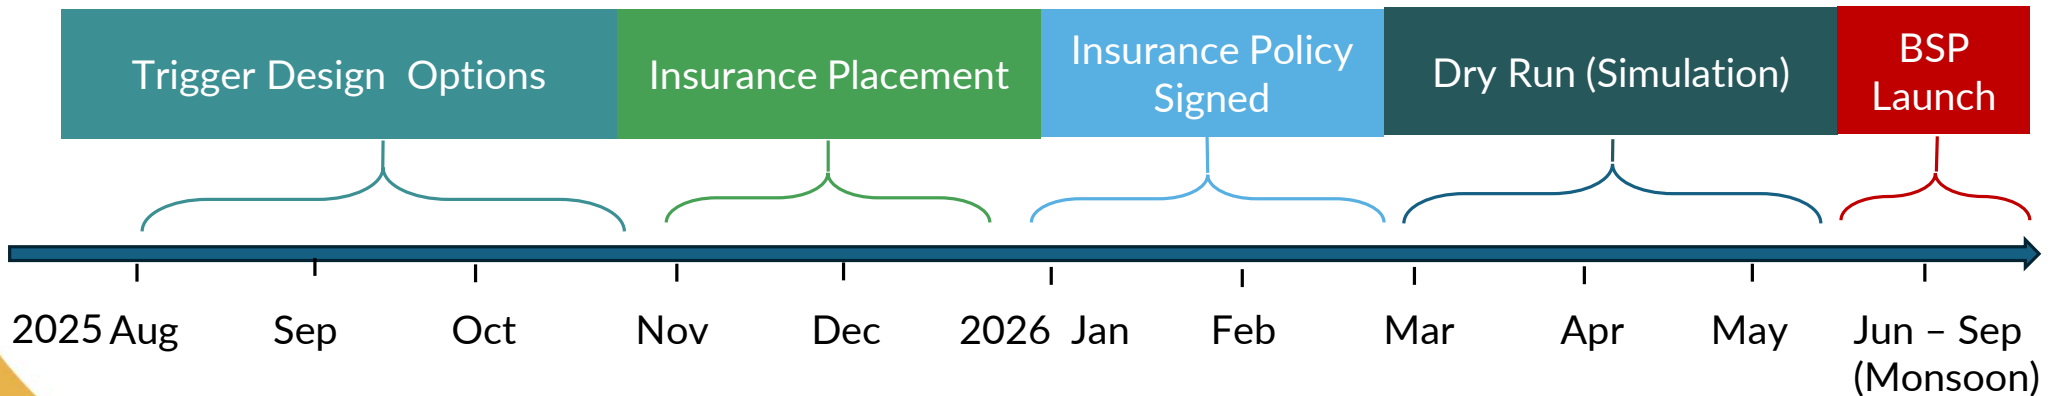 Trigger Design Options
Insurance Placement
Insurance Policy
Signed
Dry Run (Simulation)
BSP
Launch
2025 Aug
Sep
Oct
Nov
Dec
2026 Jan
Feb
Mar
Apr
May
Jun – Sep
(Monsoon)